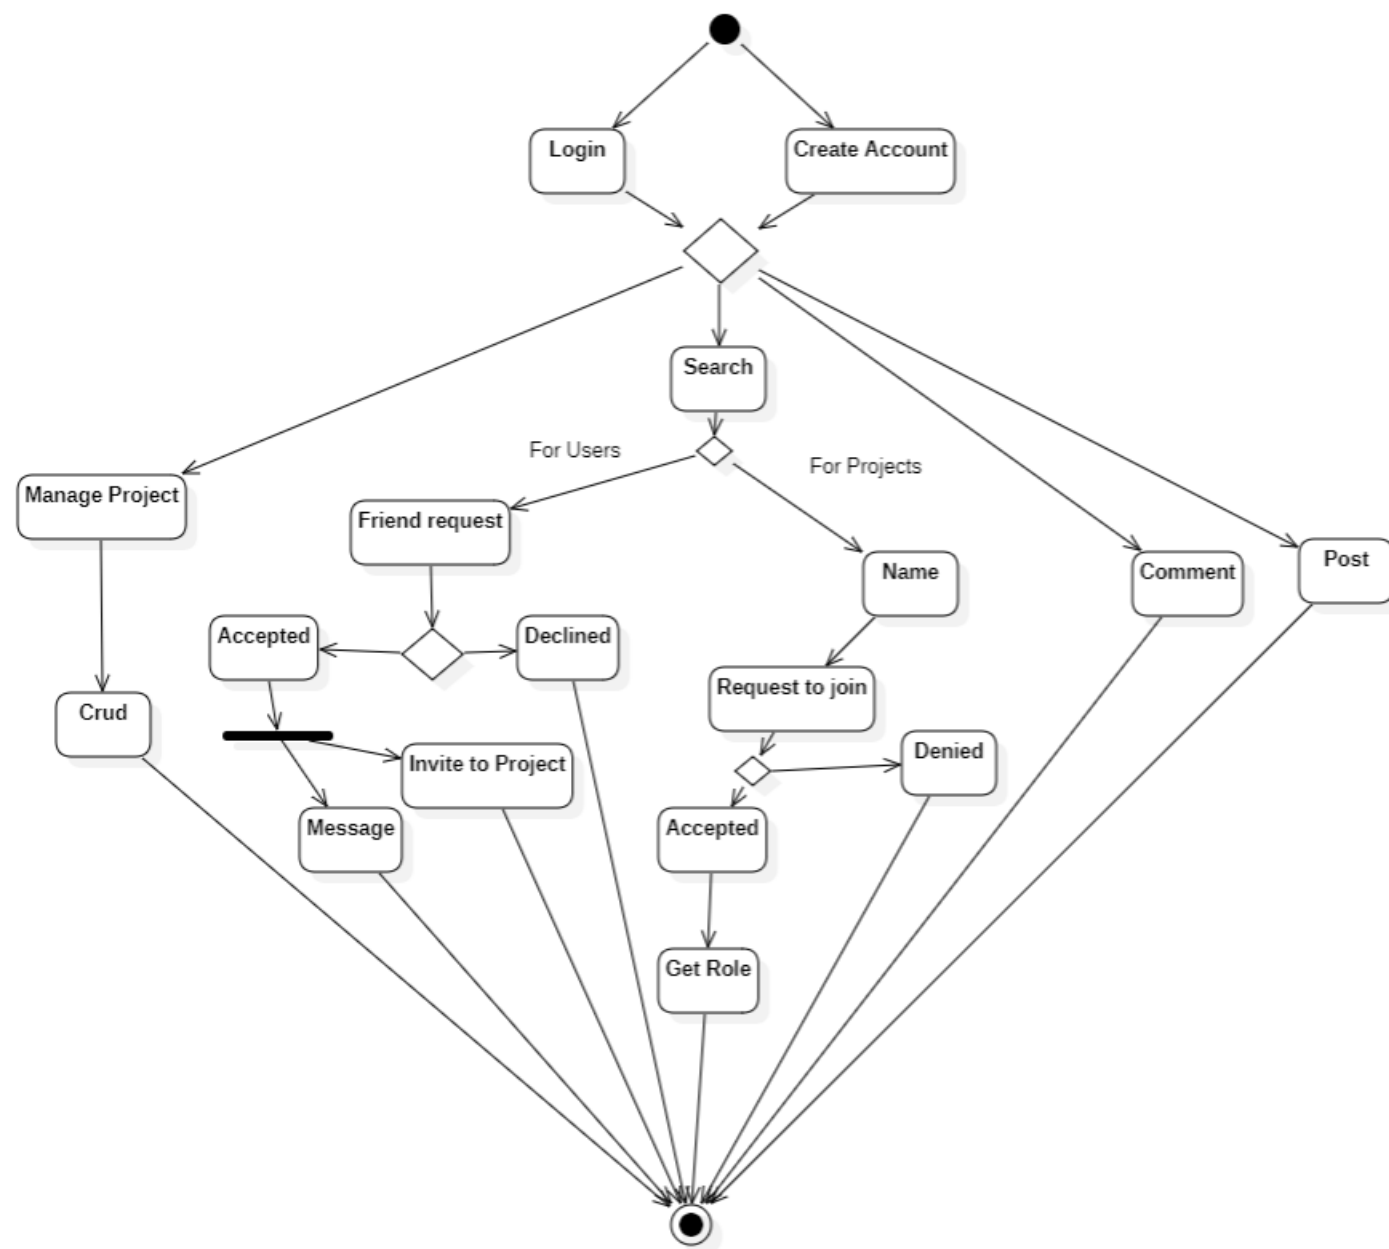 Login
Create Account
Search
For Users
For Projects
Manage Project
Friend request
Name
Comment
Post
Accepted
Declined
Request to join
Crud
Invite to Project
Denied
Message
Accepted
Get Role